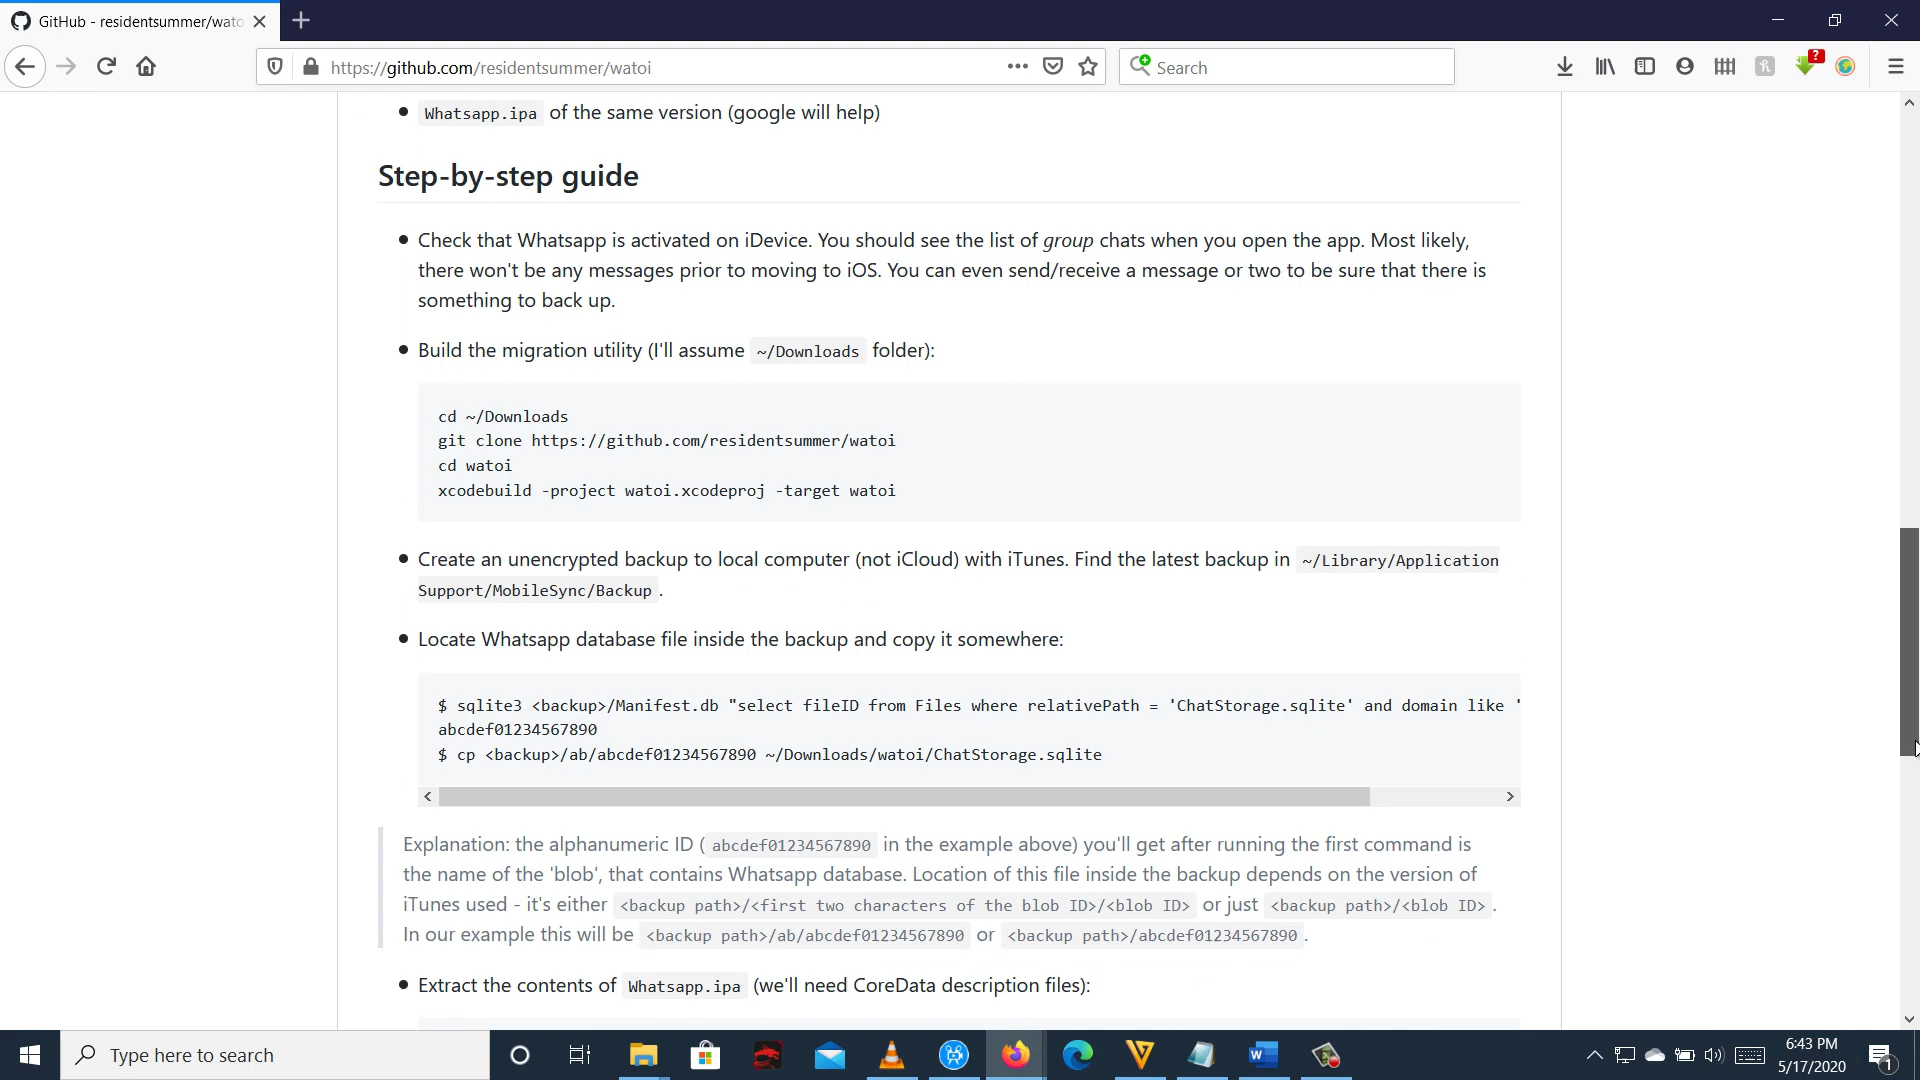 GitHub - residentsummer/wato
https://github.com/residentsummer/watoi
Search
?
Whatsapp.ipa of the same version (google will help)
Step-by-step guide
Check that Whatsapp is activated on iDevice. You should see the list of group chats when you open the app. Most likely,
there won't be any messages prior to moving to iOS. You can even send/receive a message or two to be sure that there is
something to back up.
Build the migration utility (I'll assume ~/Downloads folder):
cd ~/Downloads
git clone https://github.com/residentsummer/watoi
cd watoi
xcodebuild -project watoi.xcodeproj -target watoi
Create an unencrypted backup to local computer (not iCloud) with iTunes. Find the latest backup in ~/Library/Application
Support/MobileSync/Backup .
Locate Whatsapp database file inside the backup and copy it somewhere:
$ sqlite3 <backup>/Manifest.db "select fileID from Files where relativePath = 'ChatStorage.sqlite' and domain like '
abcdef01234567890
$ cp <backup>/ab/abcdef01234567890 ~/Downloads/watoi/ChatStorage.sqlite
Explanation: the alphanumeric ID ( abcdef01234567890 in the example above) you'll get after running the first command is
the name of the 'blob', that contains Whatsapp database. Location of this file inside the backup depends on the version of
iTunes used - it's either <backup path>/<first two characters of the blob ID>/<blob ID> or just <backup path>/<blob ID> .
In our example this will be <backup path>/ab/abcdef01234567890 or <backup path>/abcdef01234567890 .
Extract the contents of Whatsapp.ipa (we'll need CoreData description files):
Type here to search
6:43 PM
5/17/2020
1